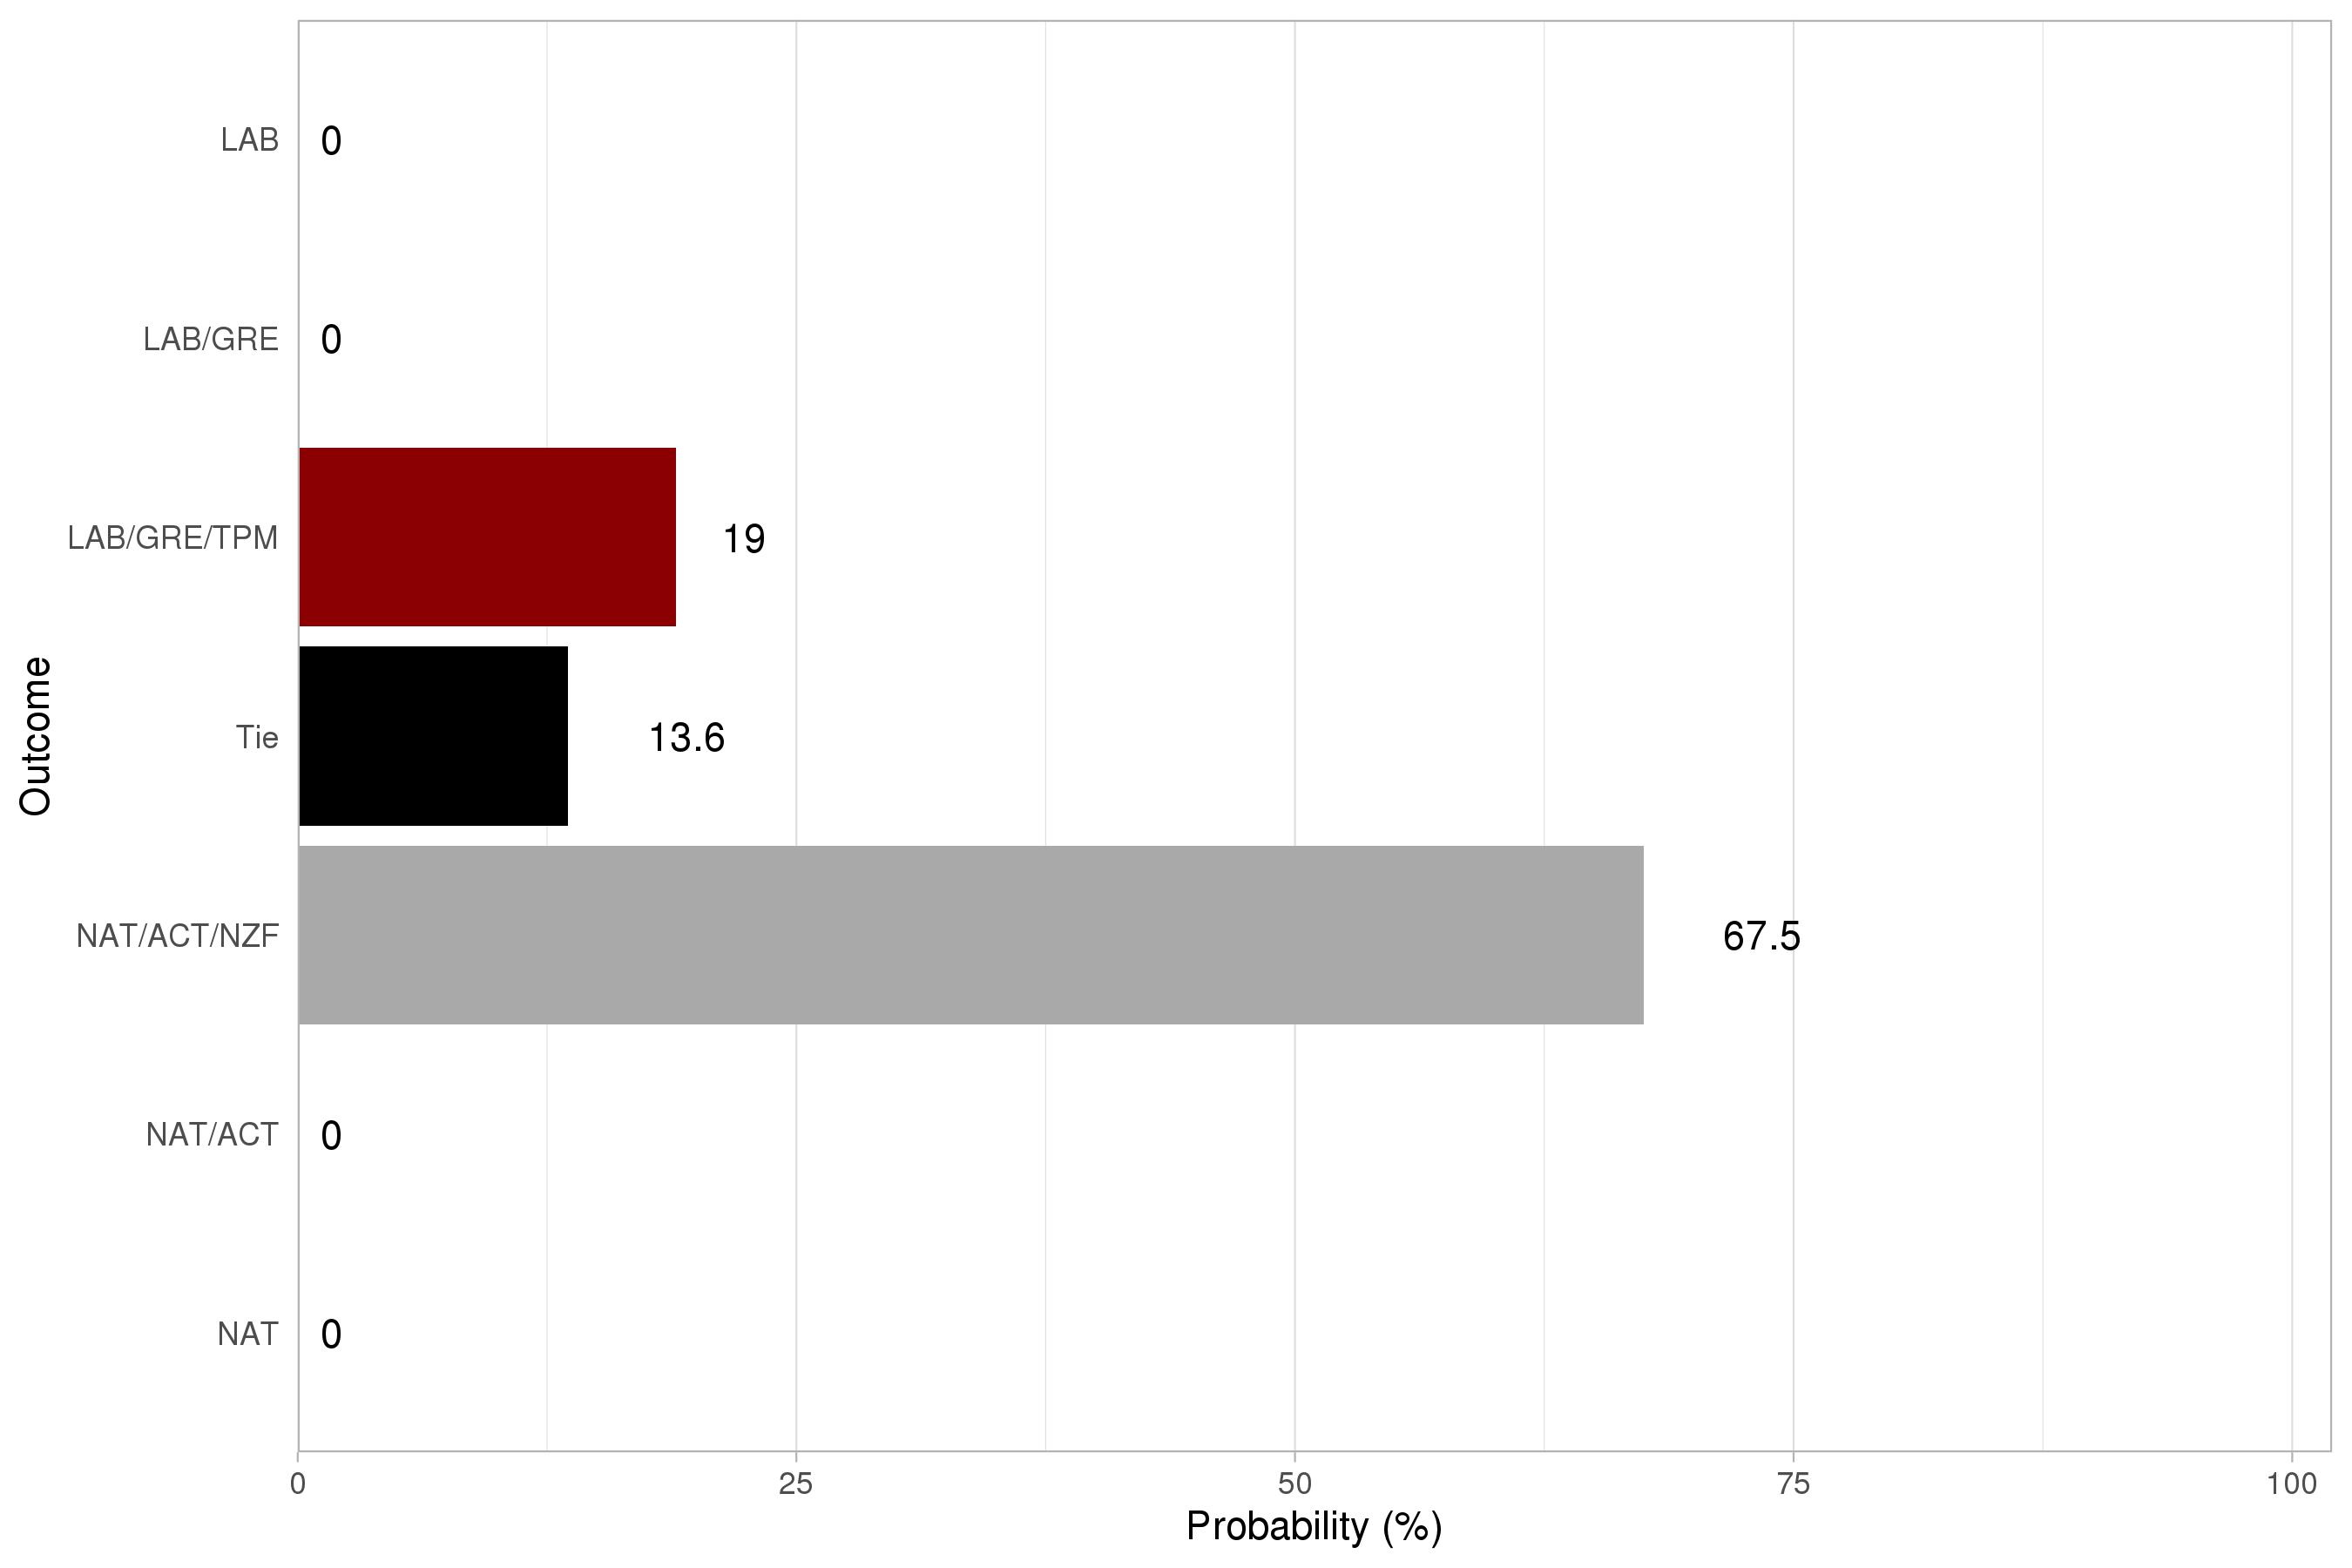 LAB 0
LAB/GRE 0
LAB/GRE/TPM 19
Tie 13.6
NAT/ACT/NZF 67.5
NAT/ACT 0
NAT 0
Outcome
0 25 50 75 100
Probability (%)